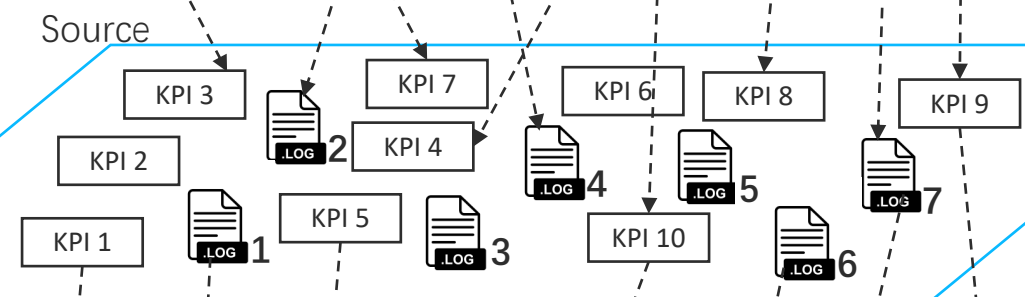 Source
KPI 3
KPI 7
KPI 6
KPI 8
KPI 9
.LOG 2
KPI 4
KPI 2
.LOG 4
.LOG 5
.LOG 7
KPI 5
KPI 1
.LOG 1
.LOG 3
KPI 10
.LOG 6